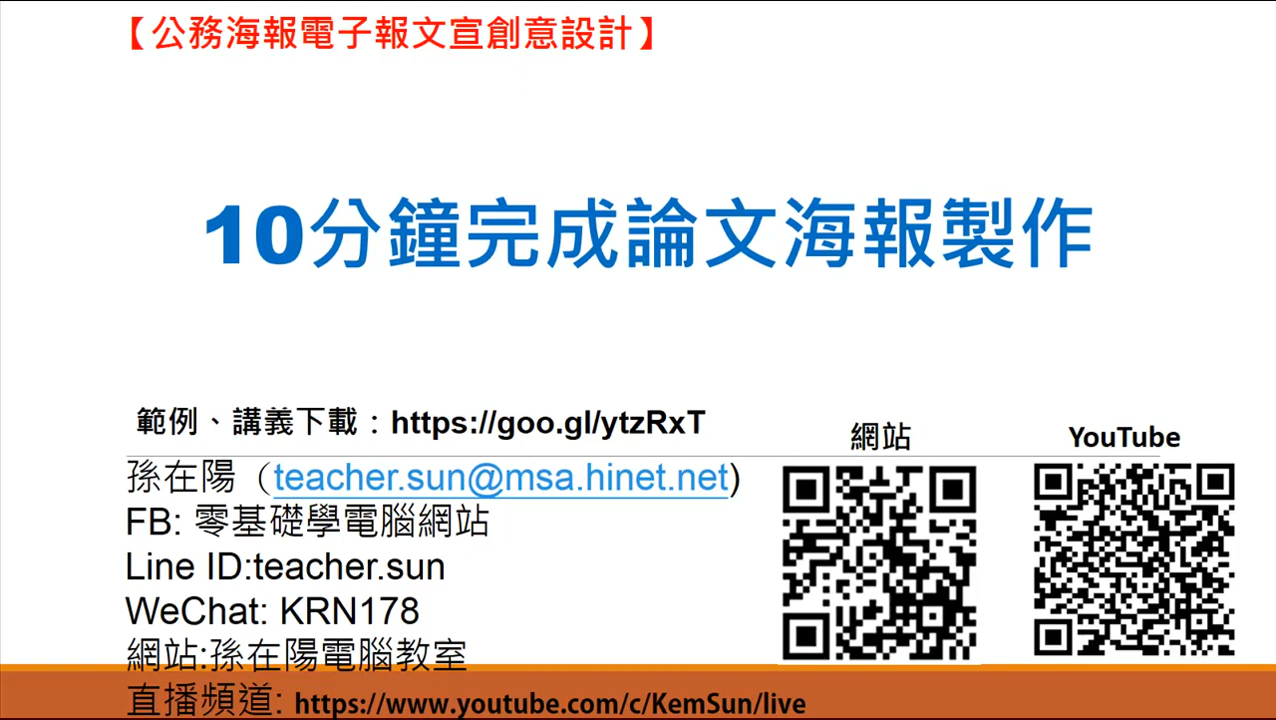 【公務海報電子報文宣創意設計】
10分鐘完成論文海報製作
範例、講義下載：https://goo.gl/ytzRxT
網站
YouTube
孫在陽（teacher.sun@msa.hinet.net)
FB: 零基礎學電腦網站
Line ID:teacher.sun
WeChat: KRN178
網站:孫在陽電腦教室
直播頻道: https://www.youtube.com/c/KemSun/live